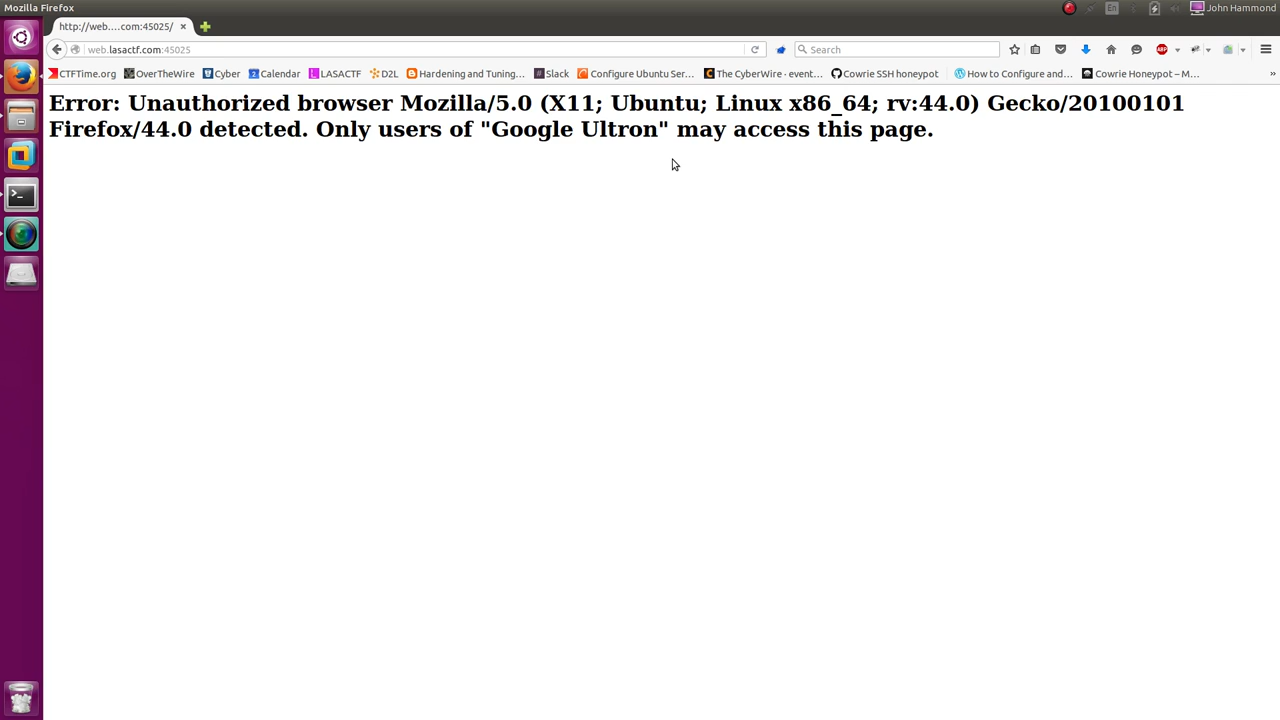 Mozilla Firefox
En
John Hammond
http://web....com:45025/
web.lasactf.com:45025
Search
ABP
CTFTime.org
OverTheWire
Cyber
2 Calendar
L LASACTF
D2L
Hardening and Tuning...
Slack
Configure Ubuntu Ser...
The CyberWire - event...
Cowrie SSH honeypot
How to Configure and...
Cowrie Honeypot – M...
»
Error: Unauthorized browser Mozilla/5.0 (X11; Ubuntu; Linux x86_64; rv:44.0) Gecko/20100101
Firefox/44.0 detected. Only users of "Google Ultron" may access this page.